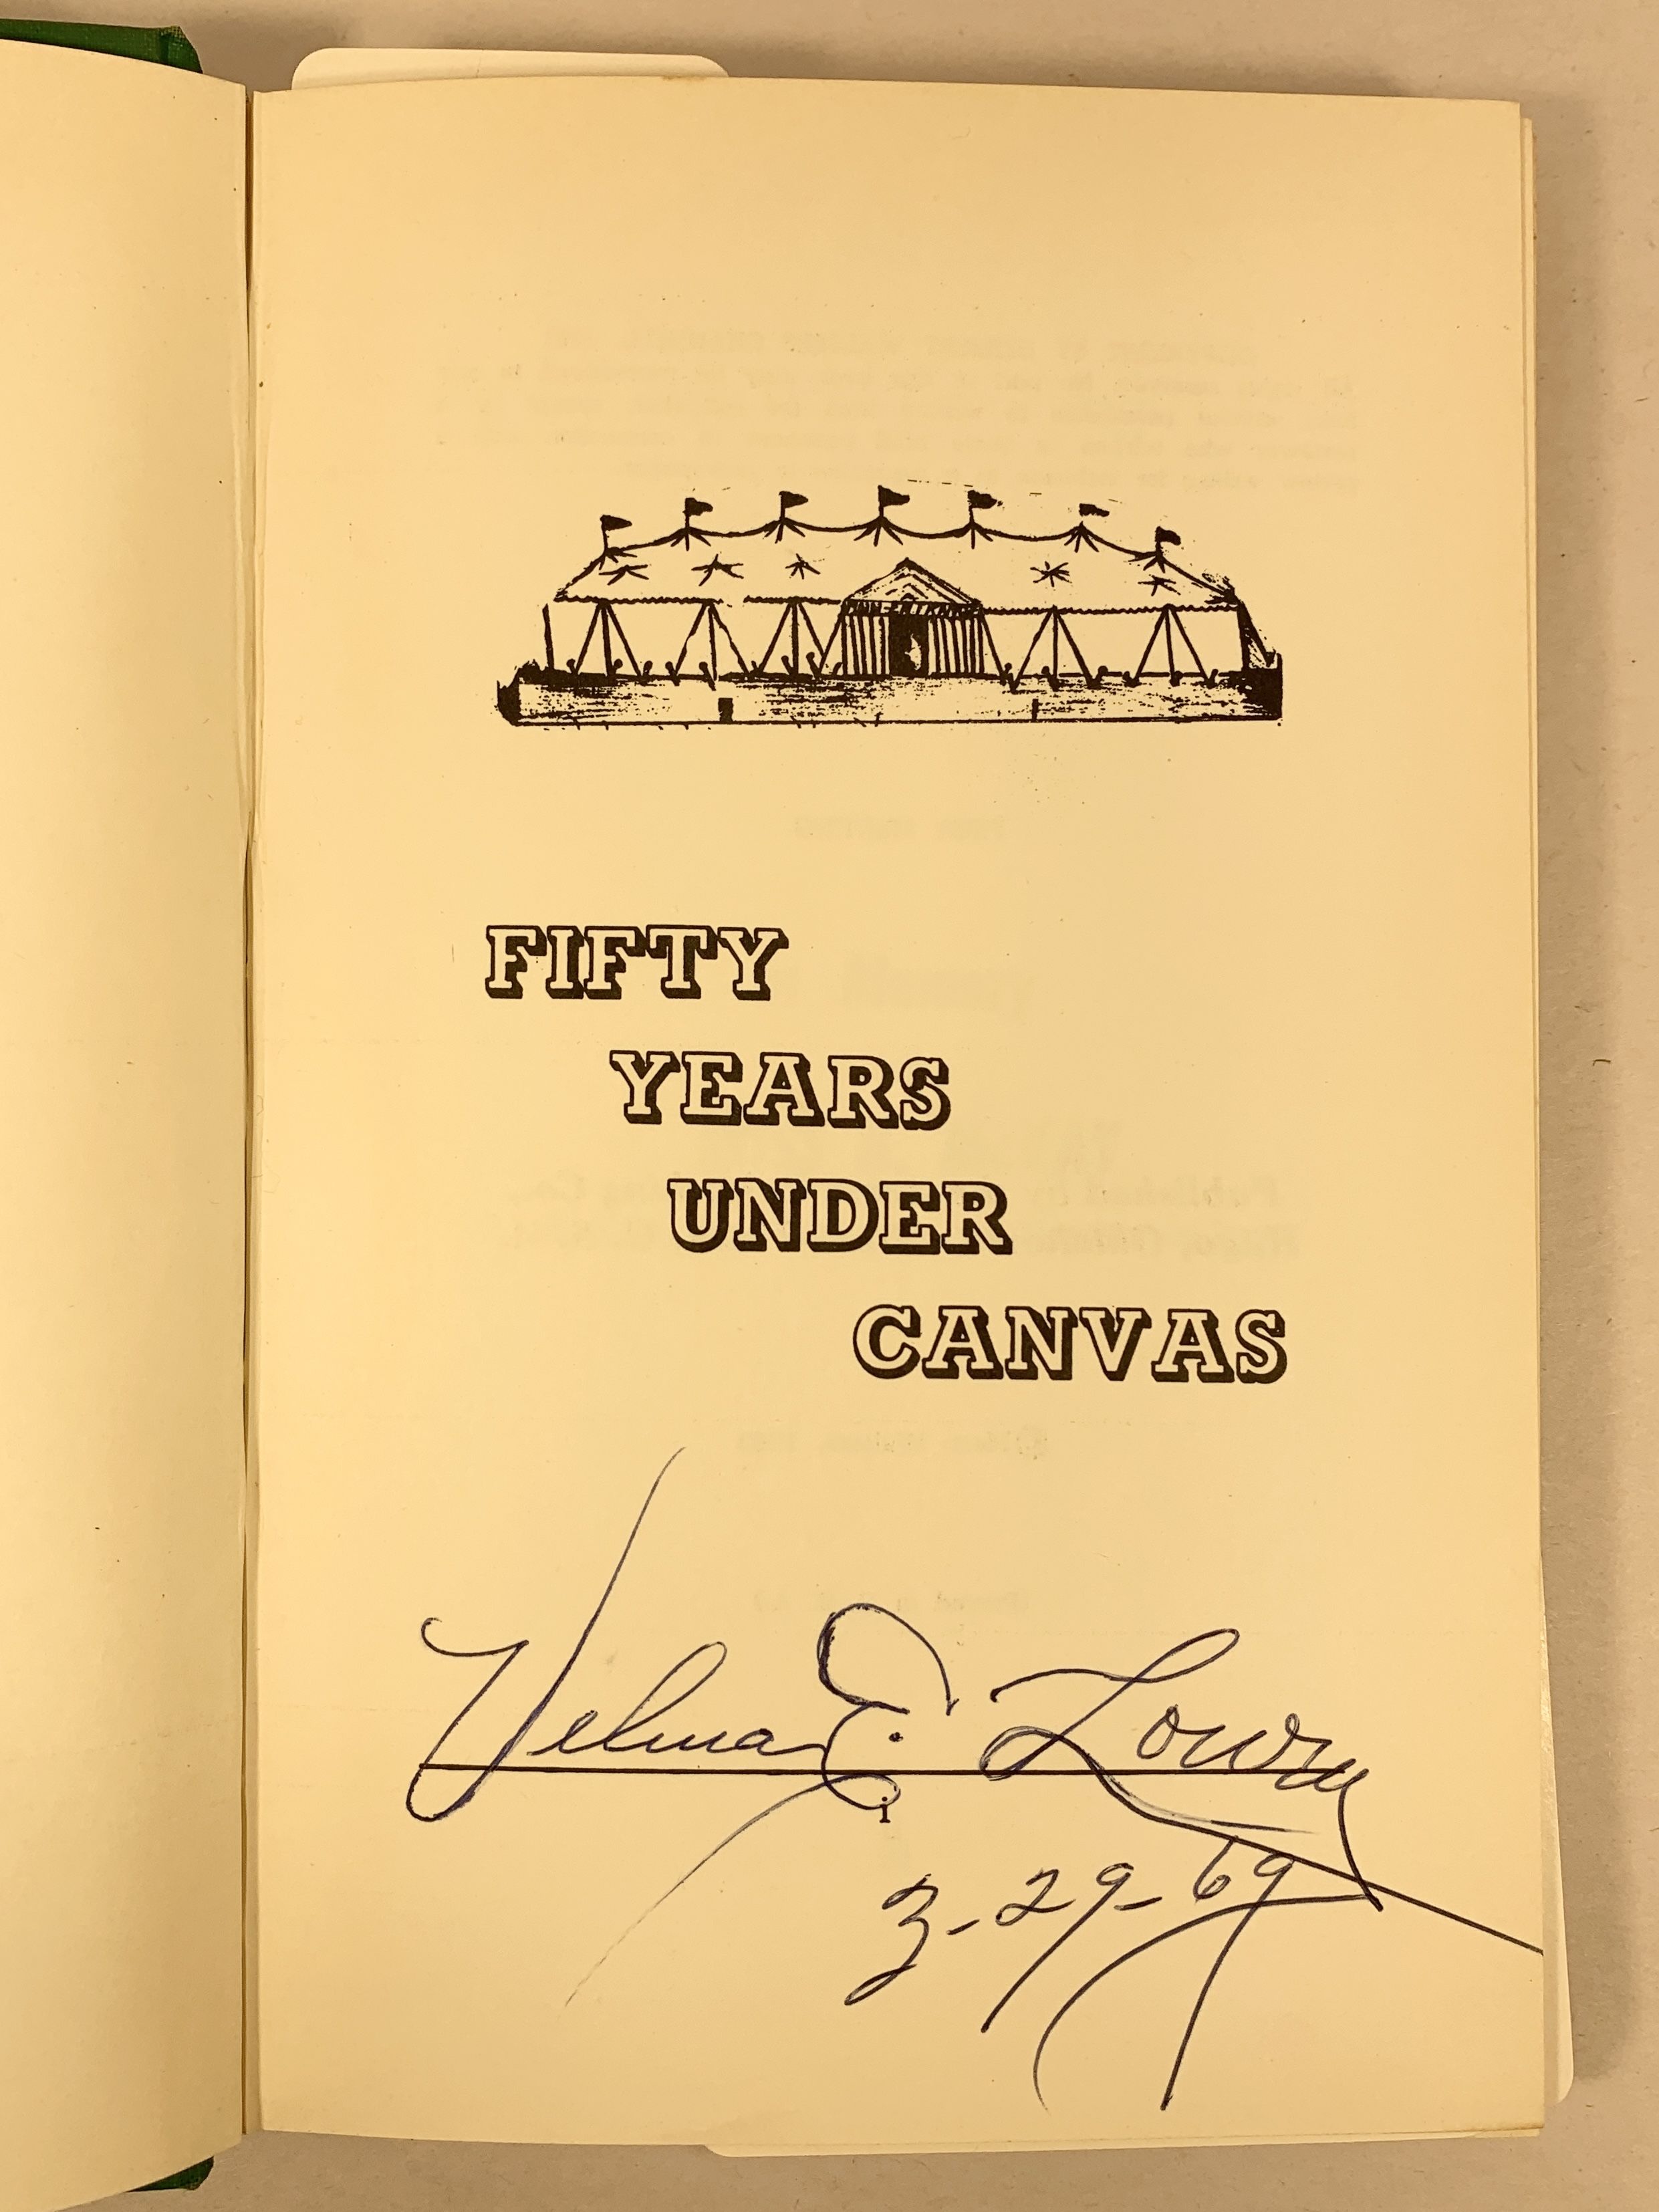 FIFTY
YEARS
UNDER
CANVAS
Velma E. Lowry
i
3-29-69